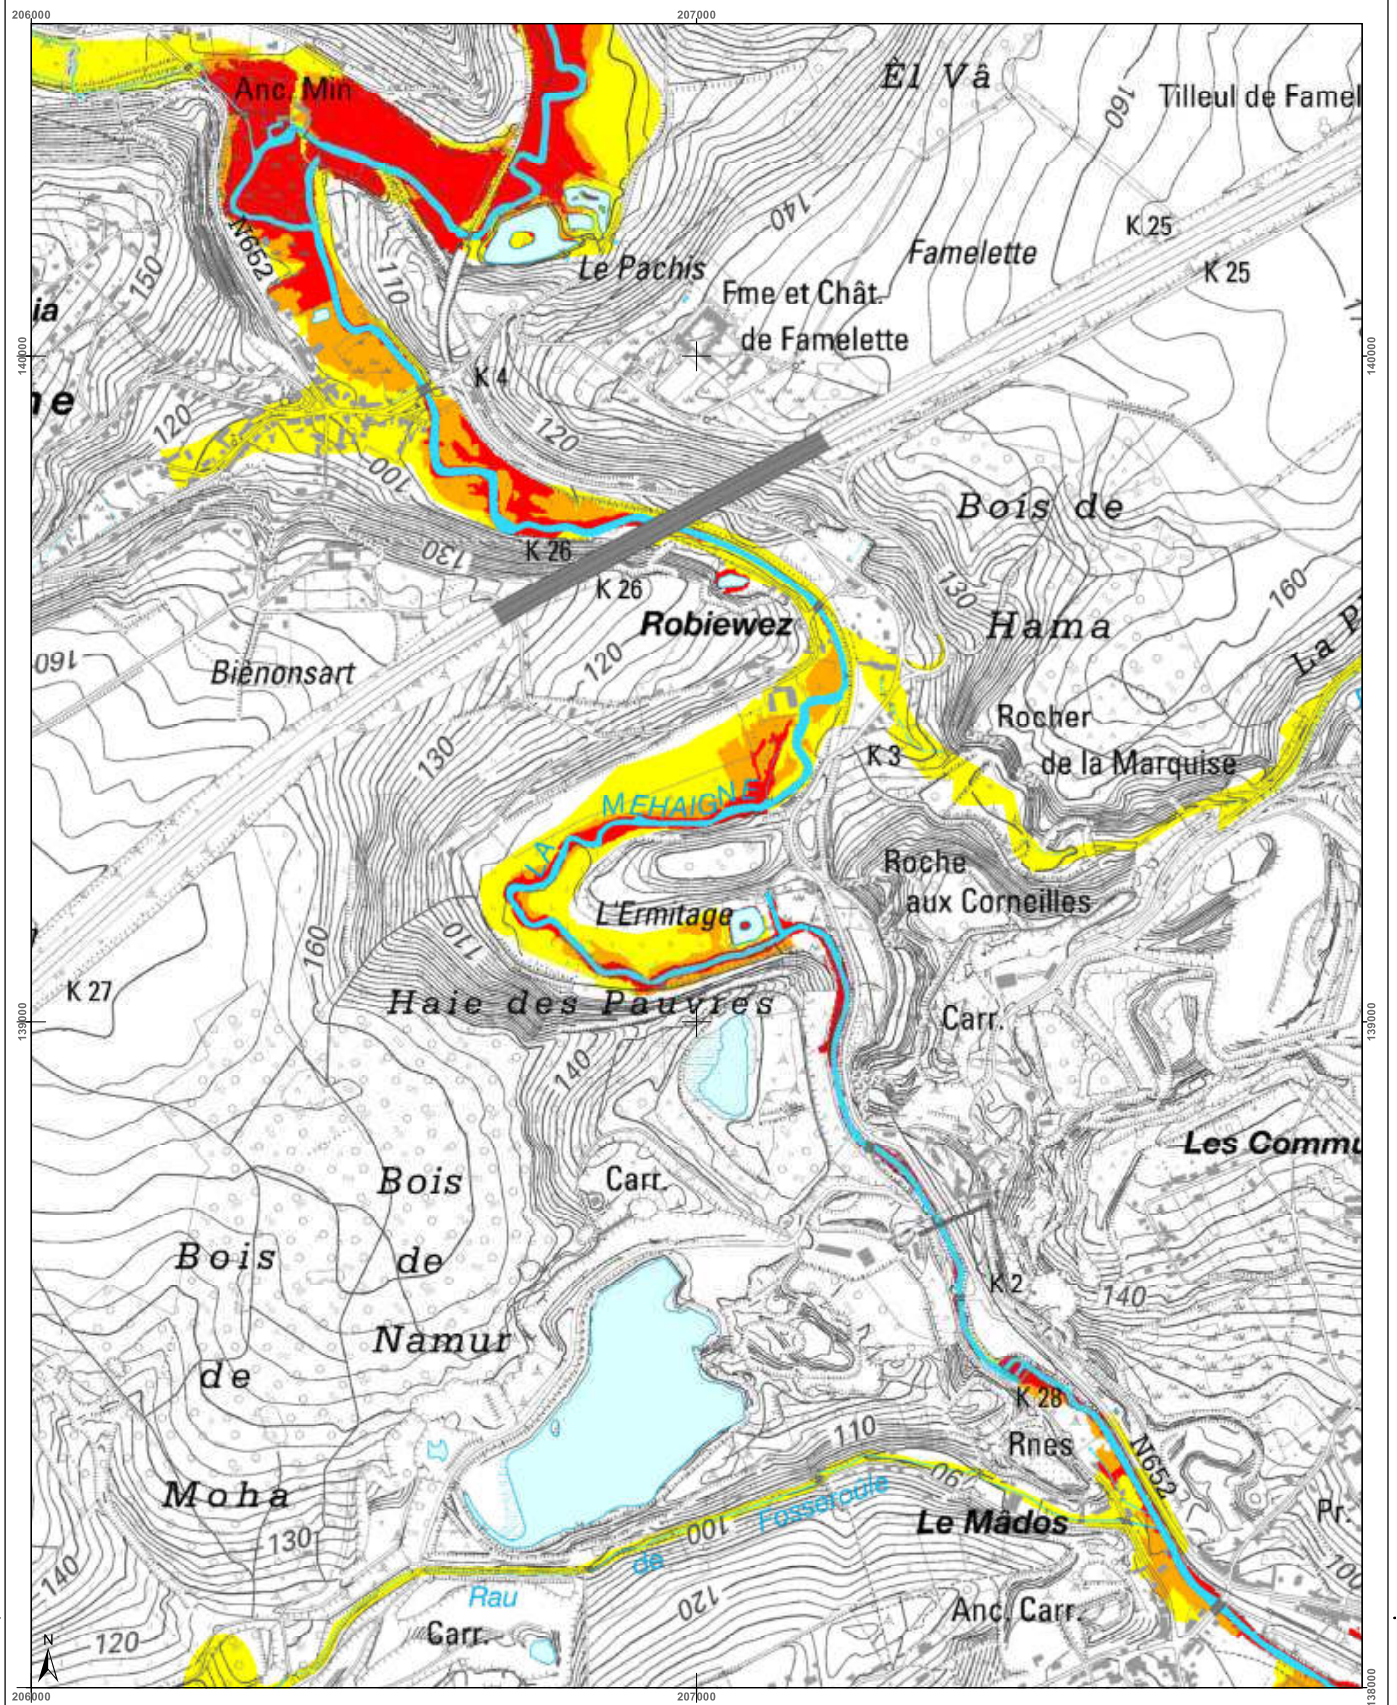 206000
207000
Anc. Min
Èl Vâ
Tilleul de Famel
160
140
K 25
N652
150
110
Le Pachis
Famelette
K 25
Fme et Chât.
de Famelette
ia
140000
140000
K 4
ne
120
120
100
Bois de
130
K 26
K 26
130
160
Robiewez
Hama
160
120
Biènonsart
La P
130
Rocher
de la Marquise
K 3
LA MEHAIGNE
Roche
aux Corneilles
L'Ermitage
110
160
K 27
Haie des Pauvres
Carr.
139000
139000
140
Les Commu
Bois
Carr.
Bois
de
K 2
140
Namur
de
K 28
110
Rnes
N652
90
Moha
Fosseroule
Le Mâdos
Pr.
130
100
de
100
140
Rau
120
Anc. Carr.
Carr.
120
N
206000
207000
138000